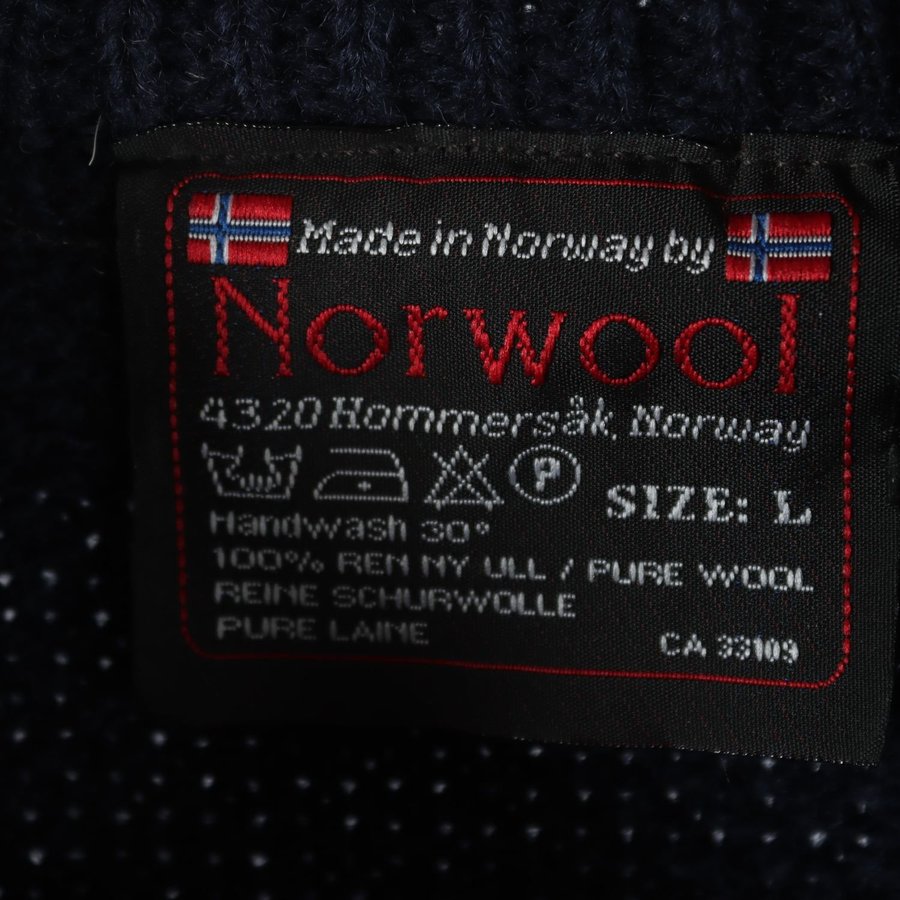 Made in Norway by
Norwool
4320 Hommersåk, Norway
P
SIZE: L
Handwash 30°
100% REN NY ULL / PURE WOOL
REINE SCHURWOLLE
PURE LAINE
CA 33109